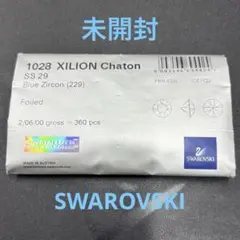 未開封
1028 XILION Chaton
SS 29
Blue Zircon (229)
Foiled
2/06.00 gross = 360 pcs
SWAROVSKI
SWAROVSKI